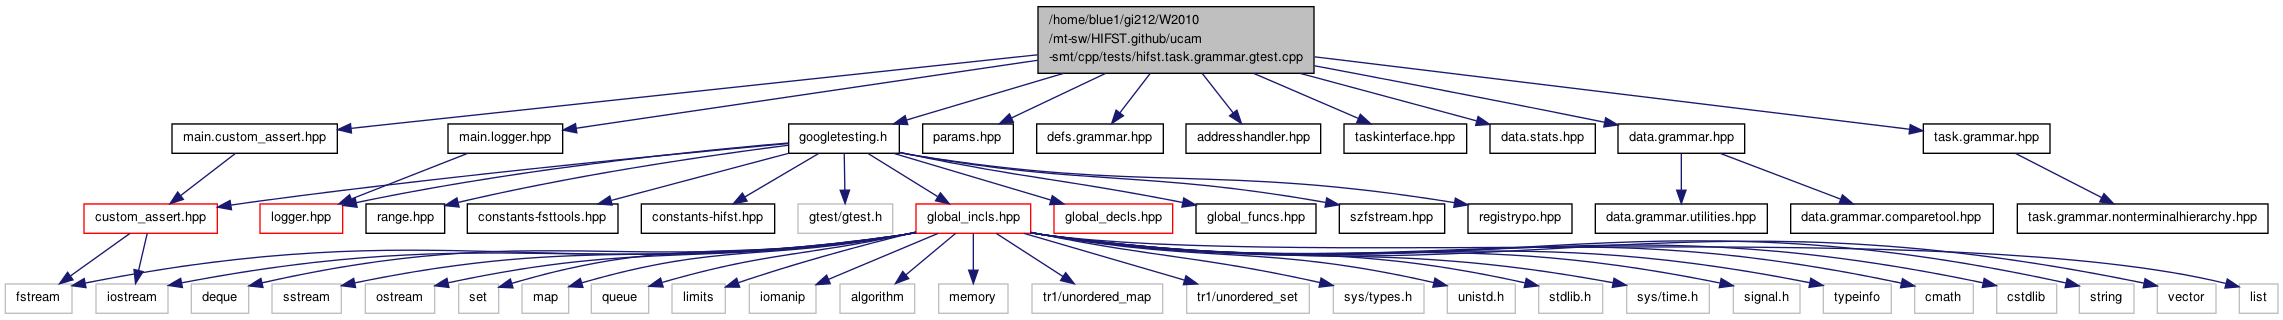 /home/blue1/gi212/W2010
/mt-sw/HIFST.github/ucam
-smt/cpp/tests/hifst.task.grammar.gtest.cpp
main.custom_assert.hpp
main.logger.hpp
googletesting.h
params.hpp
defs.grammar.hpp
addresshandler.hpp
taskinterface.hpp
data.stats.hpp
data.grammar.hpp
task.grammar.hpp
custom_assert.hpp
logger.hpp
range.hpp
constants-fsttools.hpp
constants-hifst.hpp
gtest/gtest.h
global_incls.hpp
global_decls.hpp
global_funcs.hpp
szfstream.hpp
registrypo.hpp
data.grammar.utilities.hpp
data.grammar.comparetool.hpp
task.grammar.nonterminalhierarchy.hpp
fstream
iostream
deque
sstream
ostream
set
map
queue
limits
iomanip
algorithm
memory
tr1/unordered_map
tr1/unordered_set
sys/types.h
unistd.h
stdlib.h
sys/time.h
signal.h
typeinfo
cmath
cstdlib
string
vector
list